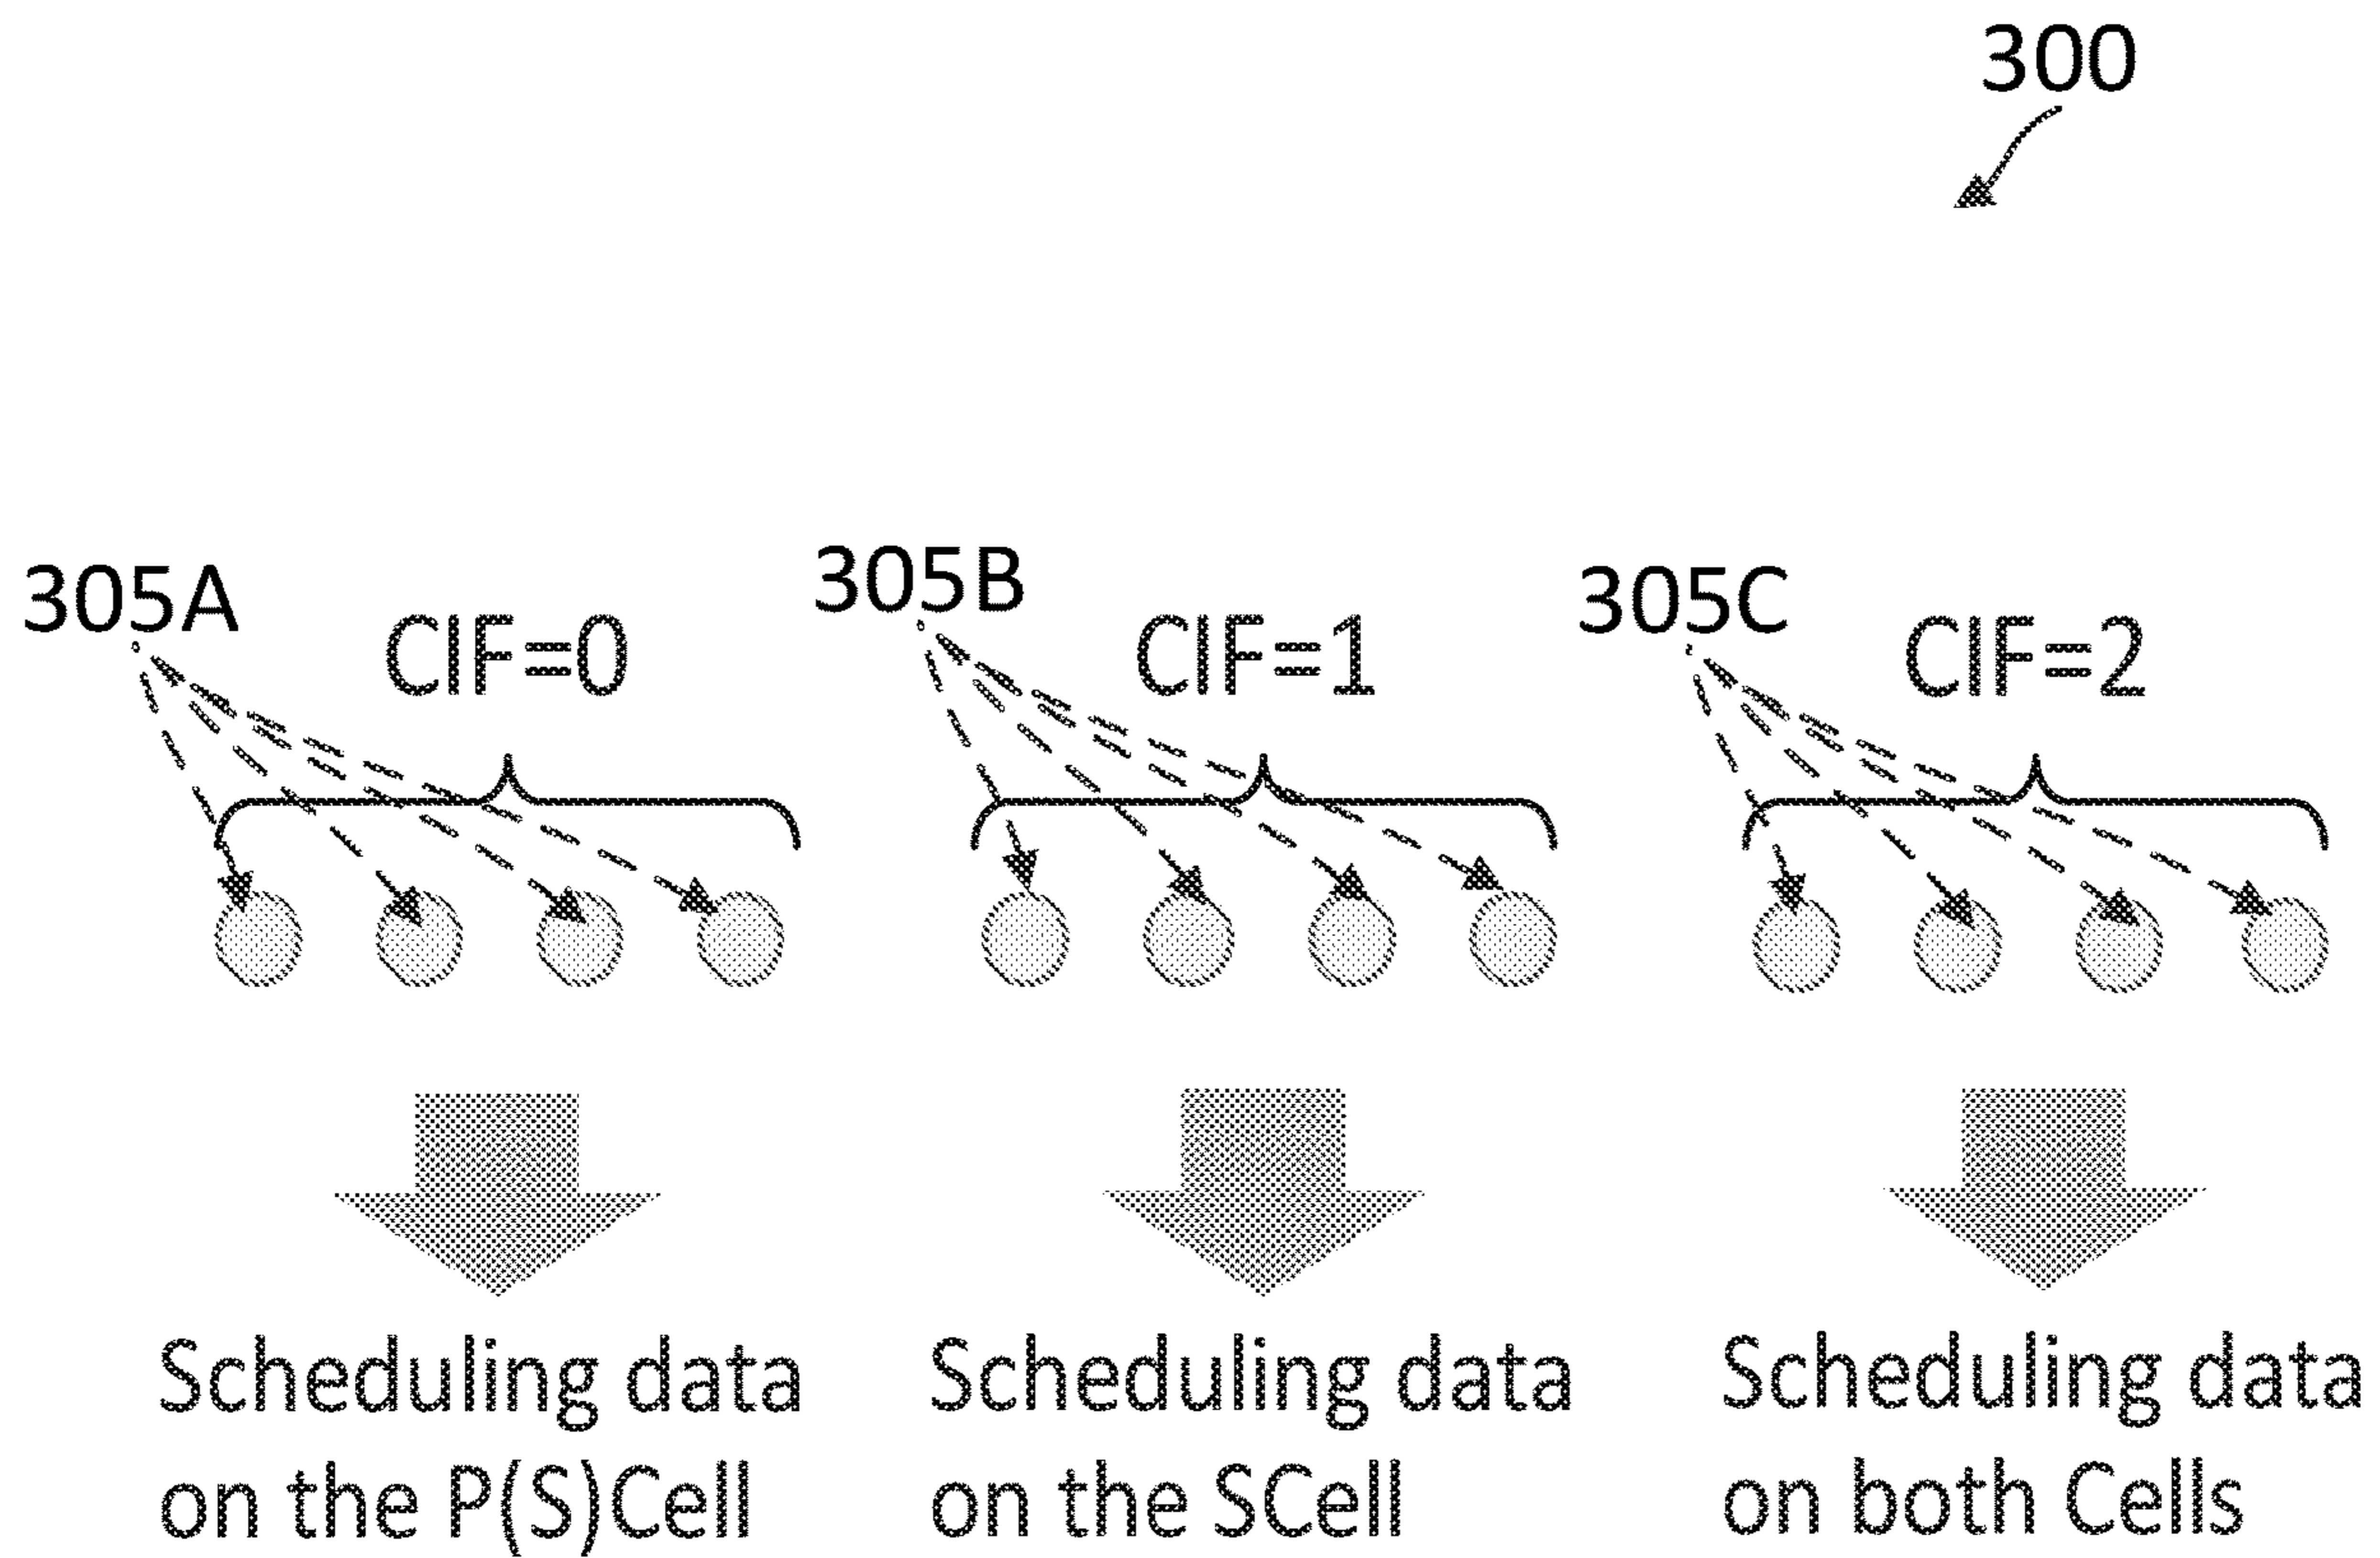 300
305A
CIF=0
305B
CIF=1
305C
CIF=2
Scheduling data
on the P(S)Cell
Scheduling data
on the SCell
Scheduling data
on both Cells